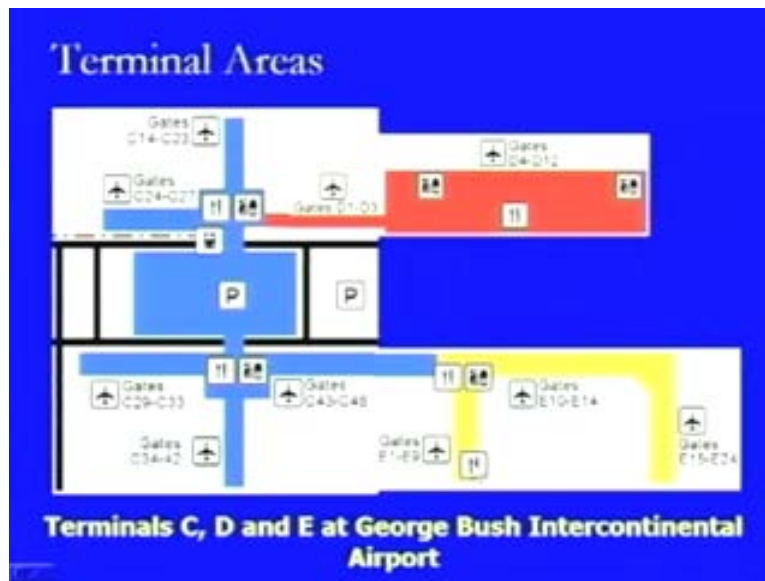 Terminal Areas
Gates
C14-C23
Gates
D4-D12
Gates
C24-C27
Gates D1-D3
P
P
Gates
C29-C33
Gates
C43-C48
Gates
E10-E14
Gates
C34-42
Gates
E1-E9
Gates
E15-E24
Terminals C, D and E at George Bush Intercontinental
Airport